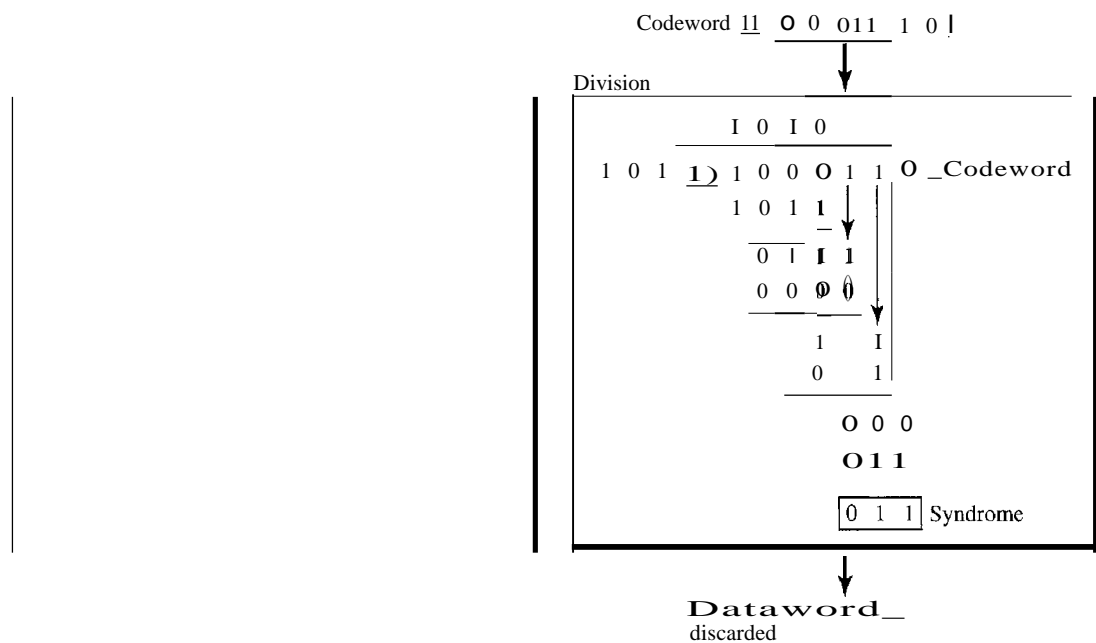 Codeword 11 O 0 011 1 0 l
Division
I 0 I 0
1 0 1 1) 1 0 0 O 1 1 O _Codeword
1 0 1 1
0 l I 1
0 0 0 0
1 I
0 1
O 0 0
O11
0 1 1 Syndrome
Dataword_
discarded